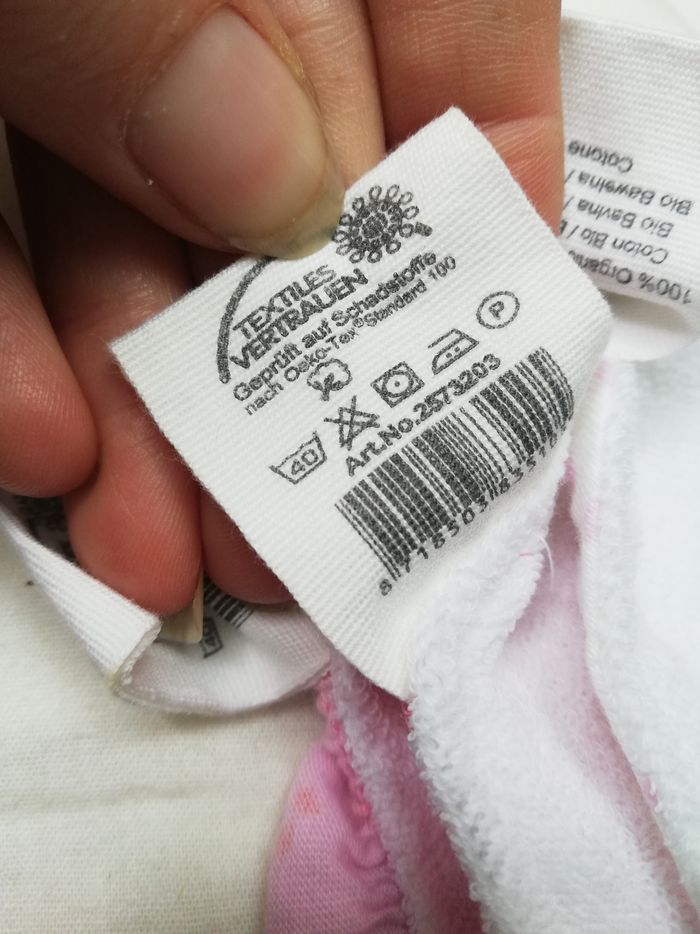 TEXTILES
VERTRAUEN
Geprüft auf Schadstoffe
nach Oeko-Tex® Standard 100
40
P
Art.No.2573203
100% Organic
Coton Bio /
Bio Bavlna /
Bio Bawełna /
Cotone
40